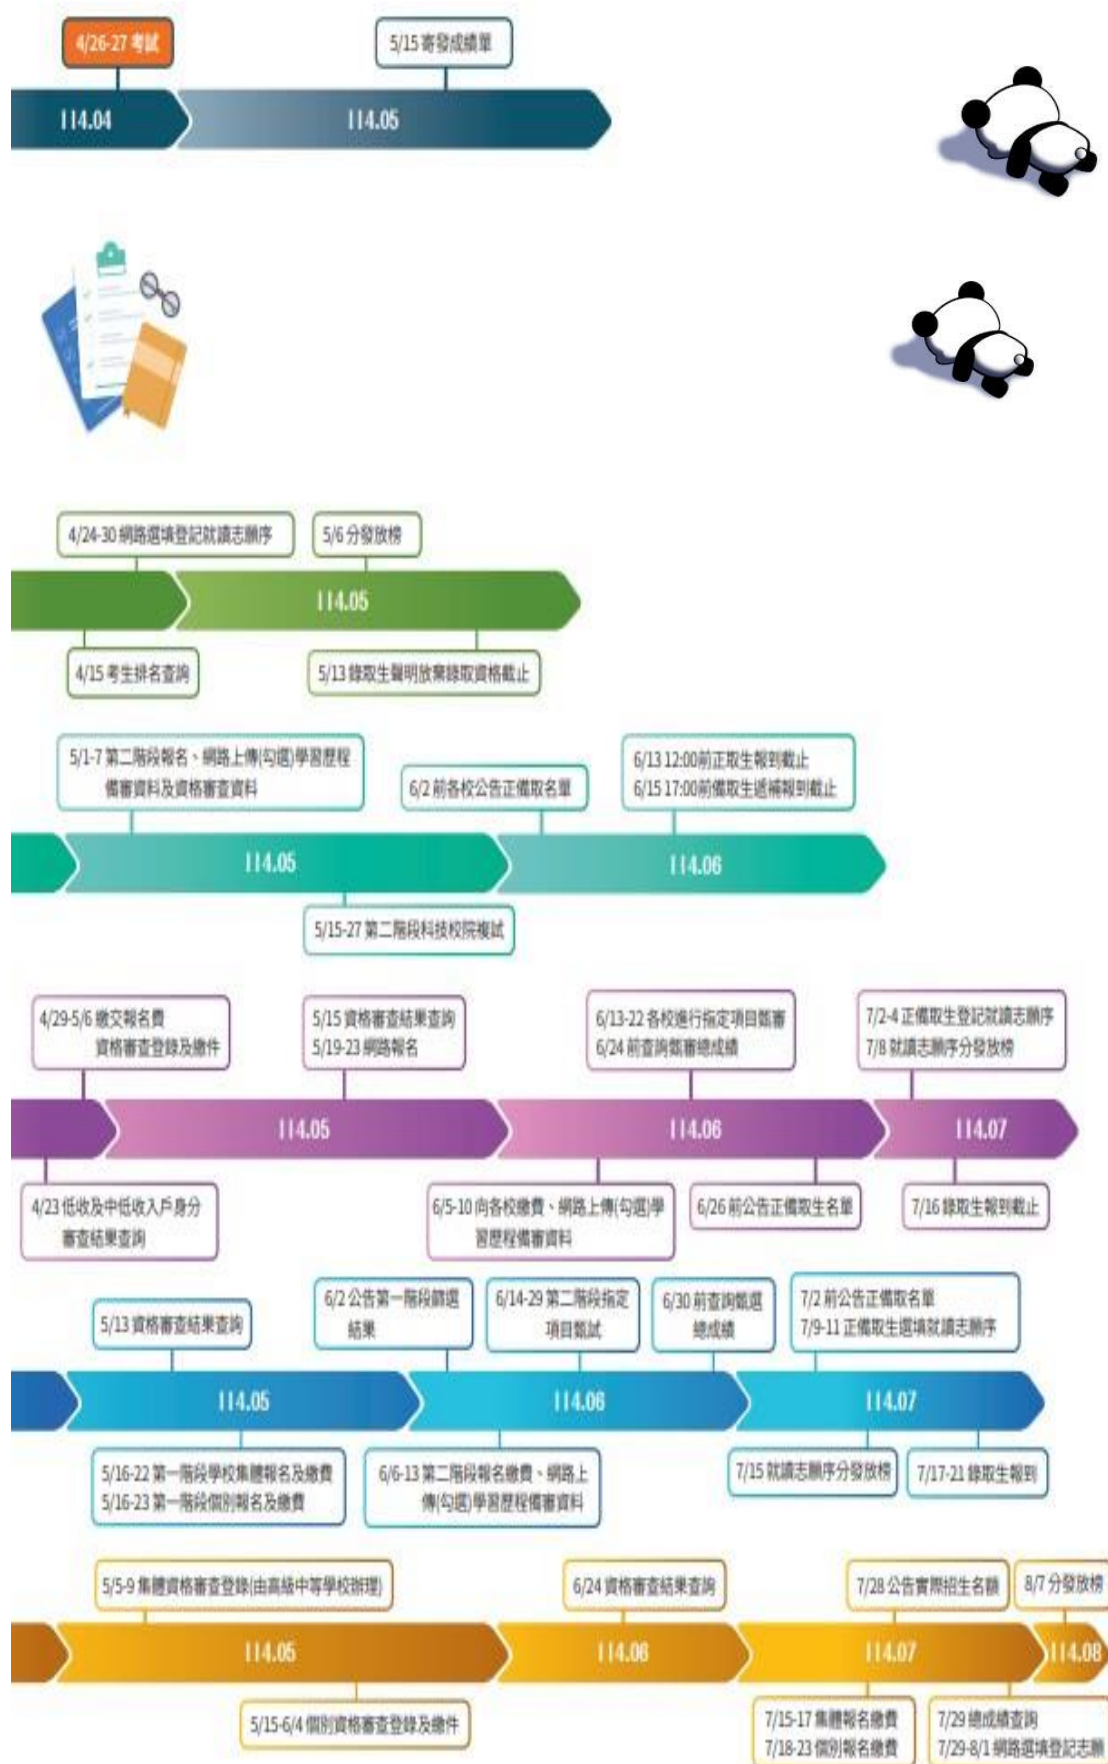 4/26-27 考試
5/15 寄發成績單
114.04
114.05
4/24-30 網路選填登記就讀志願序
5/6 分發放榜
114.05
4/15 考生排名查詢
5/13 錄取生聲明放棄錄取資格截止
5/1-7 第二階段報名、網路上傳(勾選)學習歷程
備審資料及資格審查資料
6/2 前各校公告正備取名單
6/13 12:00前正取生報到截止
6/15 17:00前備取生遞補報到截止
114.05
114.06
5/15-27 第二階段科技校院複試
4/29-5/6 繳交報名費
資格審查登錄及繳件
5/15 資格審查結果查詢
5/19-23 網路報名
6/13-22 各校進行指定項目甄審
6/24 前查詢甄審總成績
7/2-4 正備取生登記就讀志願序
7/8 就讀志願序分發放榜
114.05
114.06
114.07
4/23 低收及中低收入戶身分
審查結果查詢
6/5-10 向各校繳費、網路上傳(勾選)學
習歷程備審資料
6/26 前公告正備取生名單
7/16 錄取生報到截止
5/13 資格審查結果查詢
6/2 公告第一階段篩選
結果
6/14-29 第二階段指定
項目甄試
6/30 前查詢甄選
總成績
7/2 前公告正備取名單
7/9-11 正備取生選填就讀志願序
114.05
114.06
114.07
5/16-22 第一階段學校集體報名及繳費
5/16-23 第一階段個別報名及繳費
6/6-13 第二階段報名繳費、網路上
傳(勾選)學習歷程備審資料
7/15 就讀志願序分發放榜
7/17-21 錄取生報到
5/5-9 集體資格審查登錄(由高級中等學校辦理)
6/24 資格審查結果查詢
7/28 公告實際招生名額
8/7 分發放榜
114.05
114.06
114.07
114.08
5/15-6/4 個別資格審查登錄及繳件
7/15-17 集體報名繳費
7/18-23 個別報名繳費
7/29 總成績查詢
7/29-8/1 網路選填登記志願